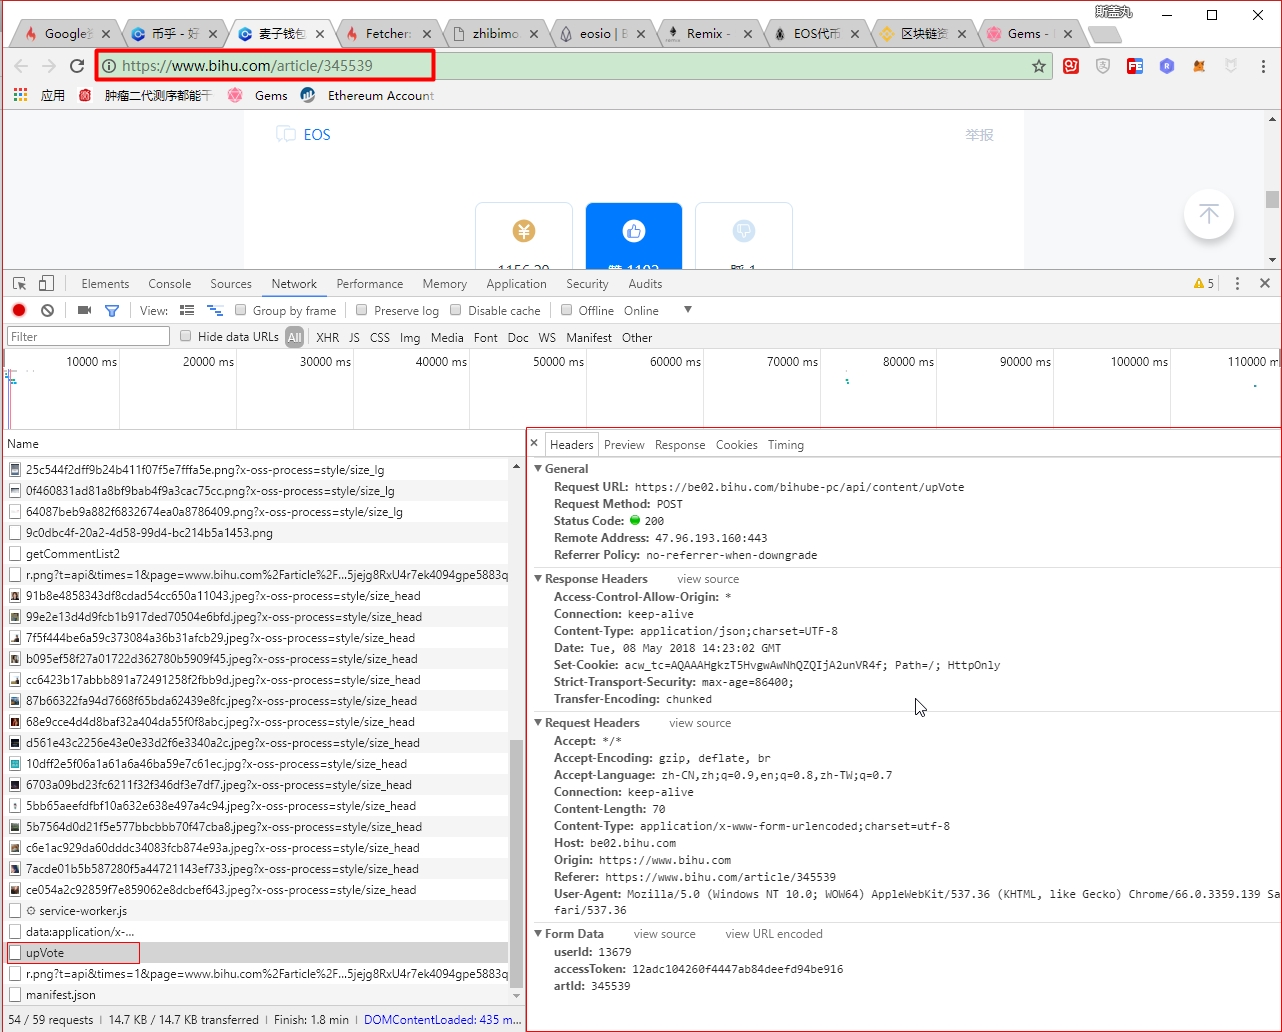 斯盖丸
Google
币乎 - 好
麦子钱包
Fetcher:
zhibimo
eosio | E
Remix -
EOS代币
区块链资
Gems -
https://www.bihu.com/article/345539
应用
肿瘤二代测序都能干
Gems
Ethereum Account
EOS
举报
1156.20
赞 1192
踩 1
Elements Console Sources Network Performance Memory Application Security Audits
5
View:
Group by frame
Preserve log
Disable cache
Offline
Online
Filter
Hide data URLs
All XHR JS CSS Img Media Font Doc WS Manifest Other
10000 ms 20000 ms 30000 ms 40000 ms 50000 ms 60000 ms 70000 ms 80000 ms 90000 ms 100000 ms 110000 m
Name
25c544f2dff9b24b411f07f5e7fffa5e.png?x-oss-process=style/size_lg
0f460831ad81a8bf9bab4f9a3cac75cc.png?x-oss-process=style/size_lg
64087beb9a882f6832674ea0a8786409.png?x-oss-process=style/size_lg
9c0dbc4f-20a2-4d58-99d4-bc214b5a1453.png
getCommentList2
r.png?t=api&times=1&page=www.bihu.com%2Farticle%2F...5jejg8RxU4r7ek4094gpe5883q
91b8e4858343df8cdad54cc650a11043.jpeg?x-oss-process=style/size_head
99e2e13d4d9fcb1b917ded70504e6bfd.jpeg?x-oss-process=style/size_head
7f5f444be6a59c373084a36b31afcb29.jpeg?x-oss-process=style/size_head
b095ef58f27a01722d362780b5909f45.jpeg?x-oss-process=style/size_head
cc6423b17abbb891a72491258f2fbb9d.jpeg?x-oss-process=style/size_head
87b66322fa94d7668f65bda62439e8fc.jpeg?x-oss-process=style/size_head
68e9cce4d4d8baf32a404da55f0f8abc.jpeg?x-oss-process=style/size_head
d561e43c2256e43e0e33d2f6e3340a2c.jpeg?x-oss-process=style/size_head
10dff2e5f06a1a61a6a46ba59e7c61ec.jpg?x-oss-process=style/size_head
6703a09bd23fc6211f32f346df3e7df7.jpeg?x-oss-process=style/size_head
5bb65aeefdfbf10a632e638e497a4c94.jpeg?x-oss-process=style/size_head
5b7564d0d21f5e577bbcbbb70f47cba8.jpeg?x-oss-process=style/size_head
c6e1ac929da60dddc34083fcb874e93a.jpeg?x-oss-process=style/size_head
7acde01b5b587280f5a44721143ef733.jpeg?x-oss-process=style/size_head
ce054a2c92859f7e859062e8dcbef643.jpeg?x-oss-process=style/size_head
service-worker.js
data:application/x-...
upVote
r.png?t=api&times=1&page=www.bihu.com%2Farticle%2F...5jejg8RxU4r7ek4094gpe5883q
manifest.json
54 / 59 requests | 14.7 KB / 14.7 KB transferred | Finish: 1.8 min | DOMContentLoaded: 435 m...
Headers Preview Response Cookies Timing
General
Request URL: https://be02.bihu.com/bihube-pc/api/content/upVote
Request Method: POST
Status Code: 200
Remote Address: 47.96.193.160:443
Referrer Policy: no-referrer-when-downgrade
Response Headers view source
Access-Control-Allow-Origin: *
Connection: keep-alive
Content-Type: application/json;charset=UTF-8
Date: Tue, 08 May 2018 14:23:02 GMT
Set-Cookie: acw_tc=AQAAAHgkzT5HvgwAwNhQZQIjA2unVR4f; Path=/; HttpOnly
Strict-Transport-Security: max-age=86400;
Transfer-Encoding: chunked
Request Headers view source
Accept: */*
Accept-Encoding: gzip, deflate, br
Accept-Language: zh-CN,zh;q=0.9,en;q=0.8,zh-TW;q=0.7
Connection: keep-alive
Content-Length: 70
Content-Type: application/x-www-form-urlencoded;charset=utf-8
Host: be02.bihu.com
Origin: https://www.bihu.com
Referer: https://www.bihu.com/article/345539
User-Agent: Mozilla/5.0 (Windows NT 10.0; WOW64) AppleWebKit/537.36 (KHTML, like Gecko) Chrome/66.0.3359.139 Sa
fari/537.36
Form Data view source view URL encoded
userId: 13679
accessToken: 12adc104260f4447ab84deefd94be916
artId: 345539